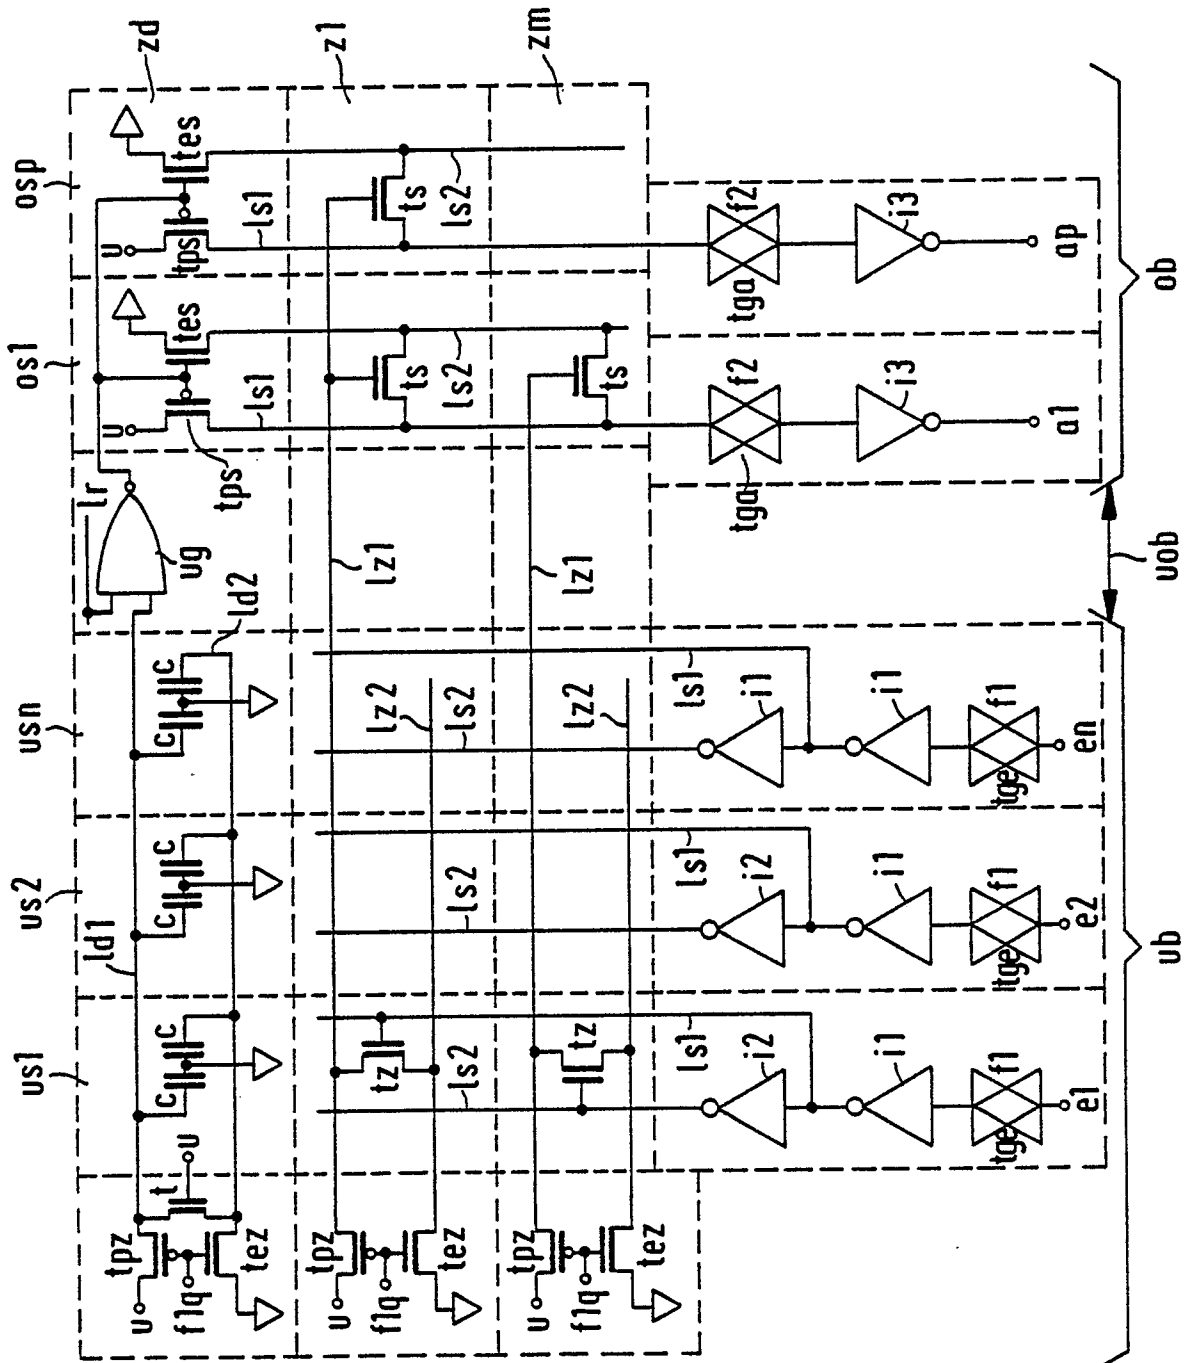 us1 us2 usn os1 osp
ld1 lr
tpz t u u zd
u c c c c c c tps tes tps tes
f1q u ug
tez ld2 tps ls1 ls1
tpz z1
u lz1
f1q tz ts ts
tez ls2 lz2 ls2 ls2 ls2
ls2
tpz zm
u lz1
f1q tz ts
tez lz2
ls1 ls1 ls1
i2 i2 i1 tga f2 tga f2
i1 i1 i1 i3 i3
tge f1 tge f1 tge f1
e1 e2 en a1 ap
ub uob ob